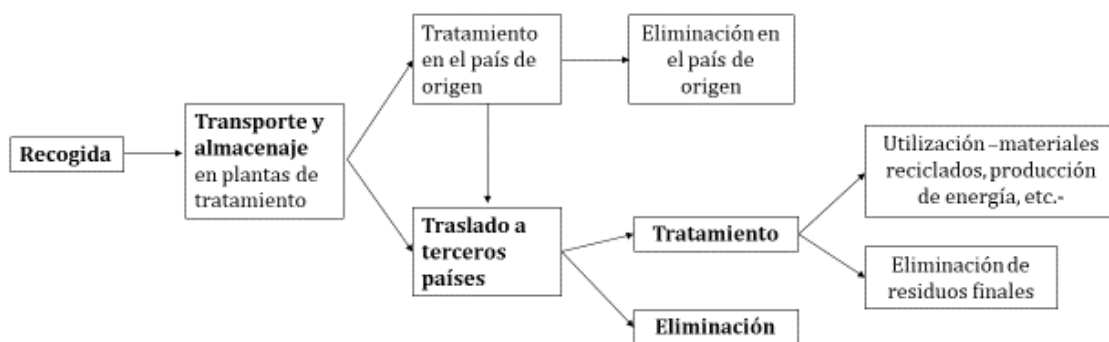 Recogida
Transporte y
almacenaje
en plantas de
tratamiento
Tratamiento
en el país de
origen
Eliminación en
el país de
origen
Traslado a
terceros
países
Tratamiento
Eliminación
Utilización –materiales
reciclados, producción
de energía, etc.-
Eliminación de
residuos finales